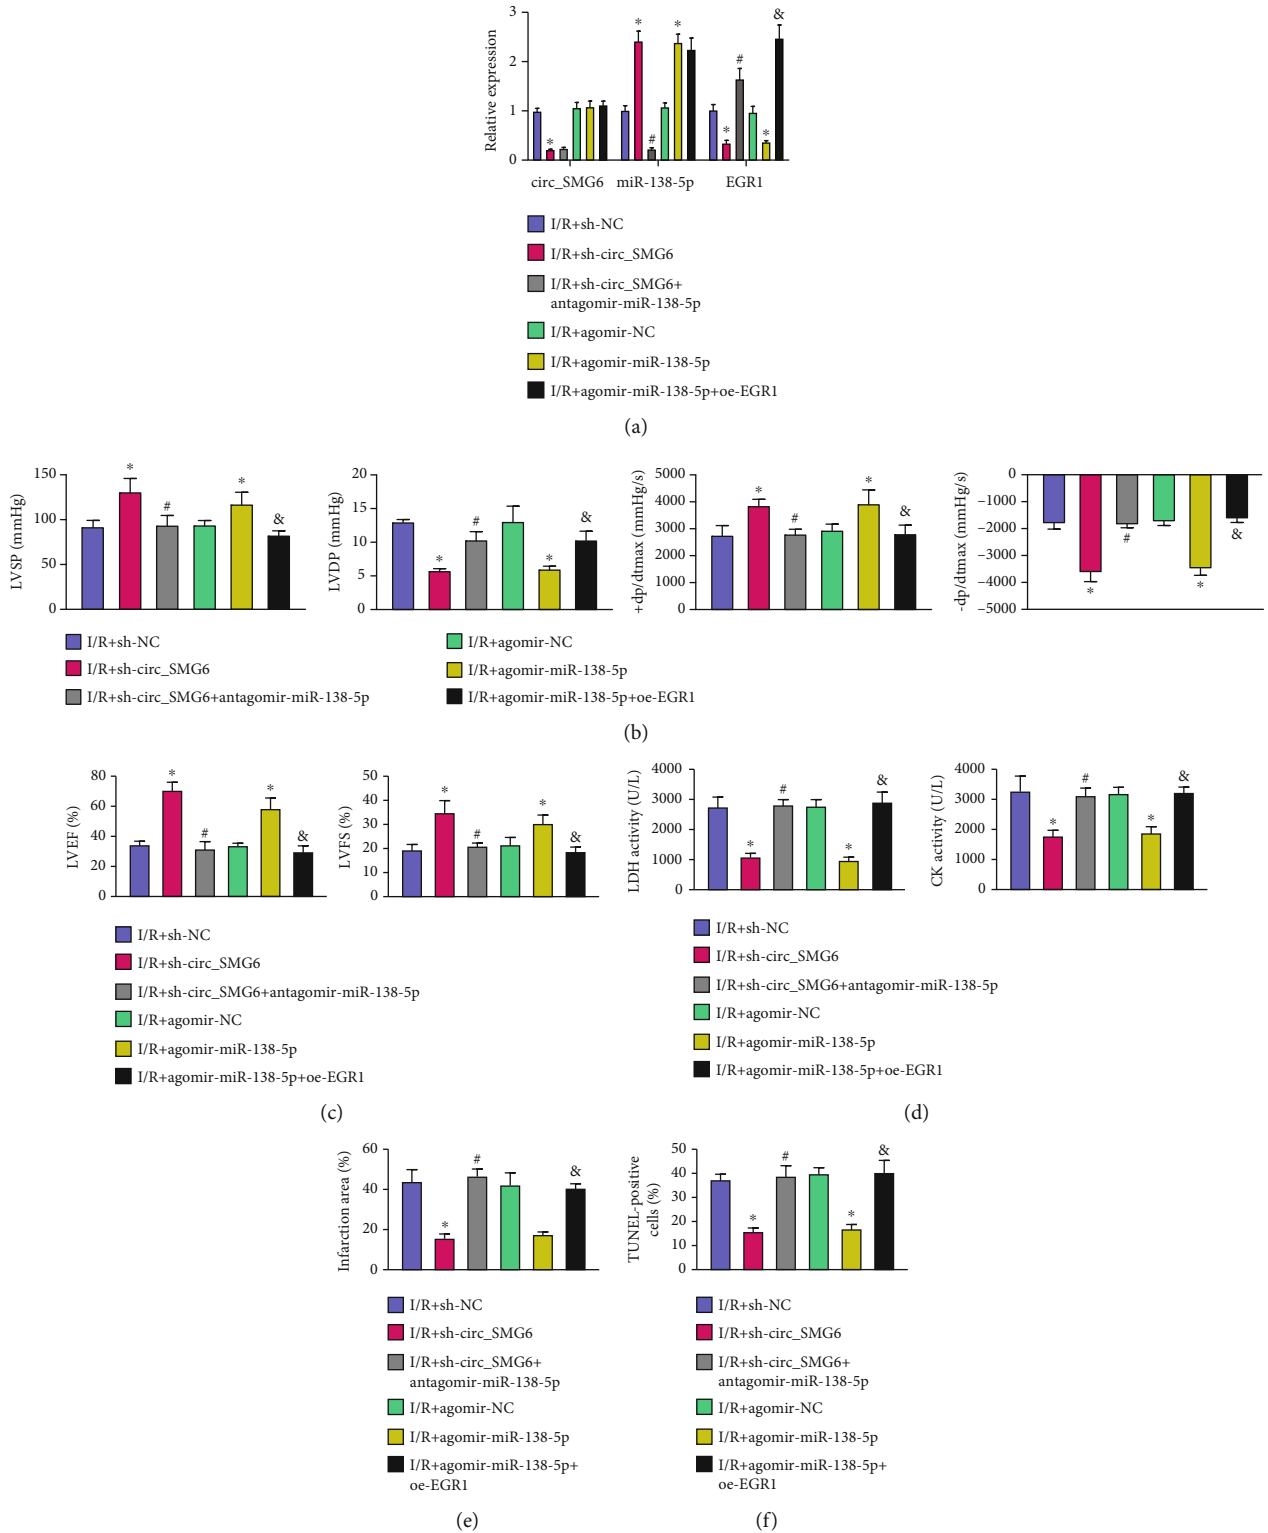 3
2
1
0
Relative expression
* * # * * # * &
circ_SMG6 miR-138-5p EGR1
I/R+sh-NC
I/R+sh-circ_SMG6
I/R+sh-circ_SMG6+
antagomir-miR-138-5p
I/R+agomir-NC
I/R+agomir-miR-138-5p
I/R+agomir-miR-138-5p+oe-EGR1
(a)
150
100
50
0
LVSP (mmHg)
* # * &
20
15
10
5
0
LVDP (mmHg)
* # * &
5000
4000
3000
2000
1000
0
+dp/dtmax (mmHg/s)
* # * &
0
−1000
−2000
−3000
−4000
−5000
-dp/dtmax (mmHg/s)
* # * &
I/R+sh-NC
I/R+sh-circ_SMG6
I/R+sh-circ_SMG6+antagomir-miR-138-5p
I/R+agomir-NC
I/R+agomir-miR-138-5p
I/R+agomir-miR-138-5p+oe-EGR1
(b)
80
60
40
20
0
LVEF (%)
* # * &
50
40
30
20
10
0
LVFS (%)
* # * &
I/R+sh-NC
I/R+sh-circ_SMG6
I/R+sh-circ_SMG6+antagomir-miR-138-5p
I/R+agomir-NC
I/R+agomir-miR-138-5p
I/R+agomir-miR-138-5p+oe-EGR1
(c)
4000
3000
2000
1000
0
LDH activity (U/L)
* # * &
4000
3000
2000
1000
0
CK activity (U/L)
* # * &
I/R+sh-NC
I/R+sh-circ_SMG6
I/R+sh-circ_SMG6+antagomir-miR-138-5p
I/R+agomir-NC
I/R+agomir-miR-138-5p
I/R+agomir-miR-138-5p+oe-EGR1
(d)
60
40
20
0
Infarction area (%)
* # &
I/R+sh-NC
I/R+sh-circ_SMG6
I/R+sh-circ_SMG6+
antagomir-miR-138-5p
I/R+agomir-NC
I/R+agomir-miR-138-5p
I/R+agomir-miR-138-5p+
oe-EGR1
(e)
50
40
30
20
10
0
TUNEL-positive
cells (%)
* # * &
I/R+sh-NC
I/R+sh-circ_SMG6
I/R+sh-circ_SMG6+
antagomir-miR-138-5p
I/R+agomir-NC
I/R+agomir-miR-138-5p
I/R+agomir-miR-138-5p+
oe-EGR1
(f)